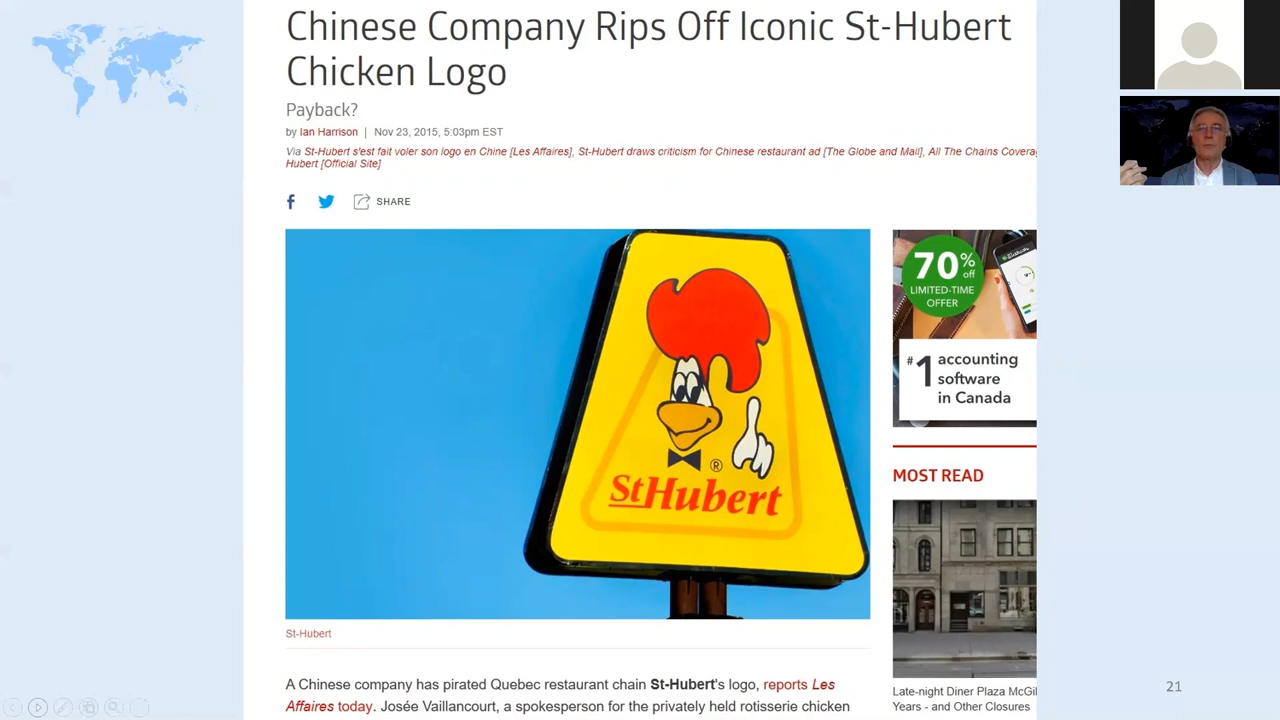 Chinese Company Rips Off Iconic St-Hubert
Chicken Logo
Payback?
by Ian Harrison | Nov 23, 2015, 5:03pm EST
Via St-Hubert s'est fait voler son logo en Chine [Les Affaires], St-Hubert draws criticism for Chinese restaurant ad [The Globe and Mail], All The Chains Covera
Hubert [Official Site]
SHARE
StHubert
®
St-Hubert
A Chinese company has pirated Quebec restaurant chain St-Hubert's logo, reports Les
Affaires today. Josée Vaillancourt, a spokesperson for the privately held rotisserie chicken
70% off
LIMITED-TIME
OFFER
#1 accounting
software
in Canada
MOST READ
Late-night Diner Plaza McGil
Years - and Other Closures
21